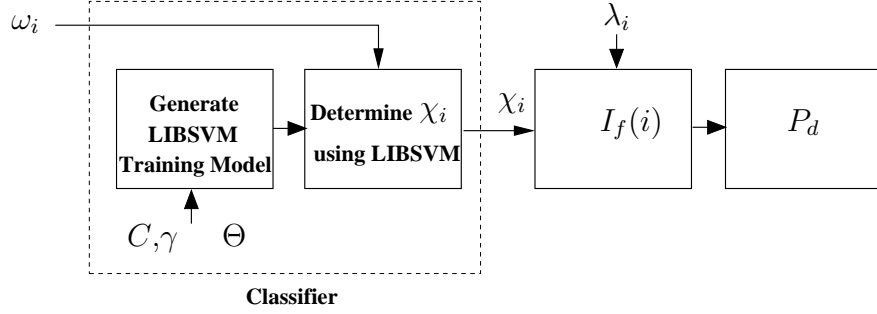 ω_i
λ_i
Generate
LIBSVM
Training Model
Determine χ_i
using LIBSVM
χ_i
I_f(i)
P_d
C,γ Θ
Classifier